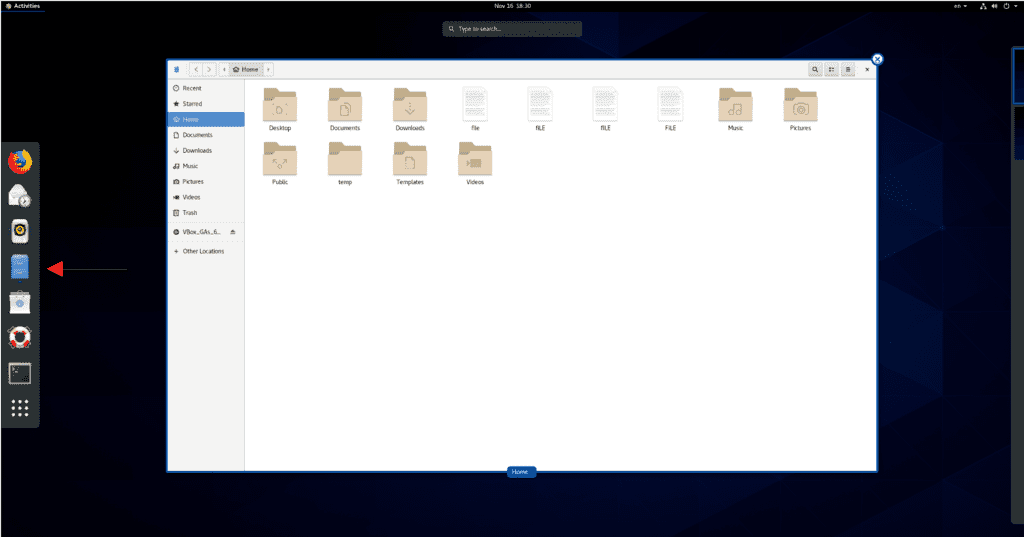 Activities
Nov 16 18:30
en
Type to search...
Home
Recent
Starred
Home
Documents
Downloads
Music
Pictures
Videos
Trash
VBox_GAs_6...
Other Locations
Desktop
Documents
Downloads
file
fiLE
fILE
FiLE
Music
Pictures
Public
temp
Templates
Videos
Home